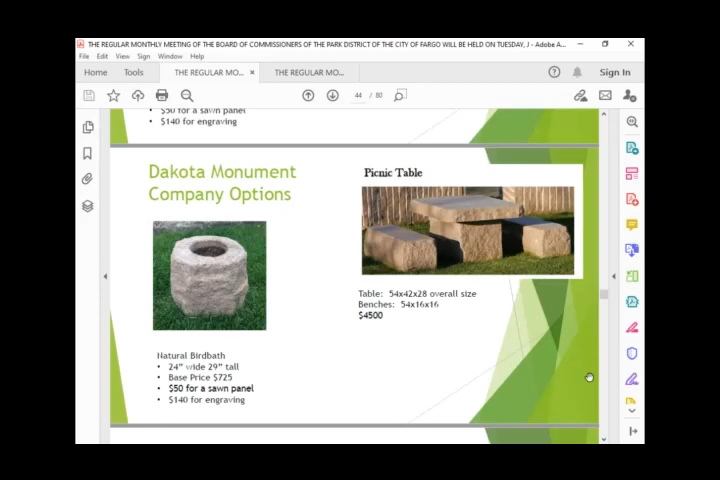 THE REGULAR MONTHLY MEETING OF THE BOARD OF COMMISSIONERS OF THE PARK DISTRICT OF THE CITY OF FARGO WILL BE HELD ON TUESDAY, J - Adobe A...
File Edit View Sign Window Help
Home Tools THE REGULAR MO... × THE REGULAR MO... Sign In
44 / 80
• $50 for a sawn panel
• $140 for engraving
Dakota Monument
Company Options
Picnic Table
Table: 54x42x28 overall size
Benches: 54x16x16
$4500
Natural Birdbath
• 24" wide 29" tall
• Base Price $725
• $50 for a sawn panel
• $140 for engraving